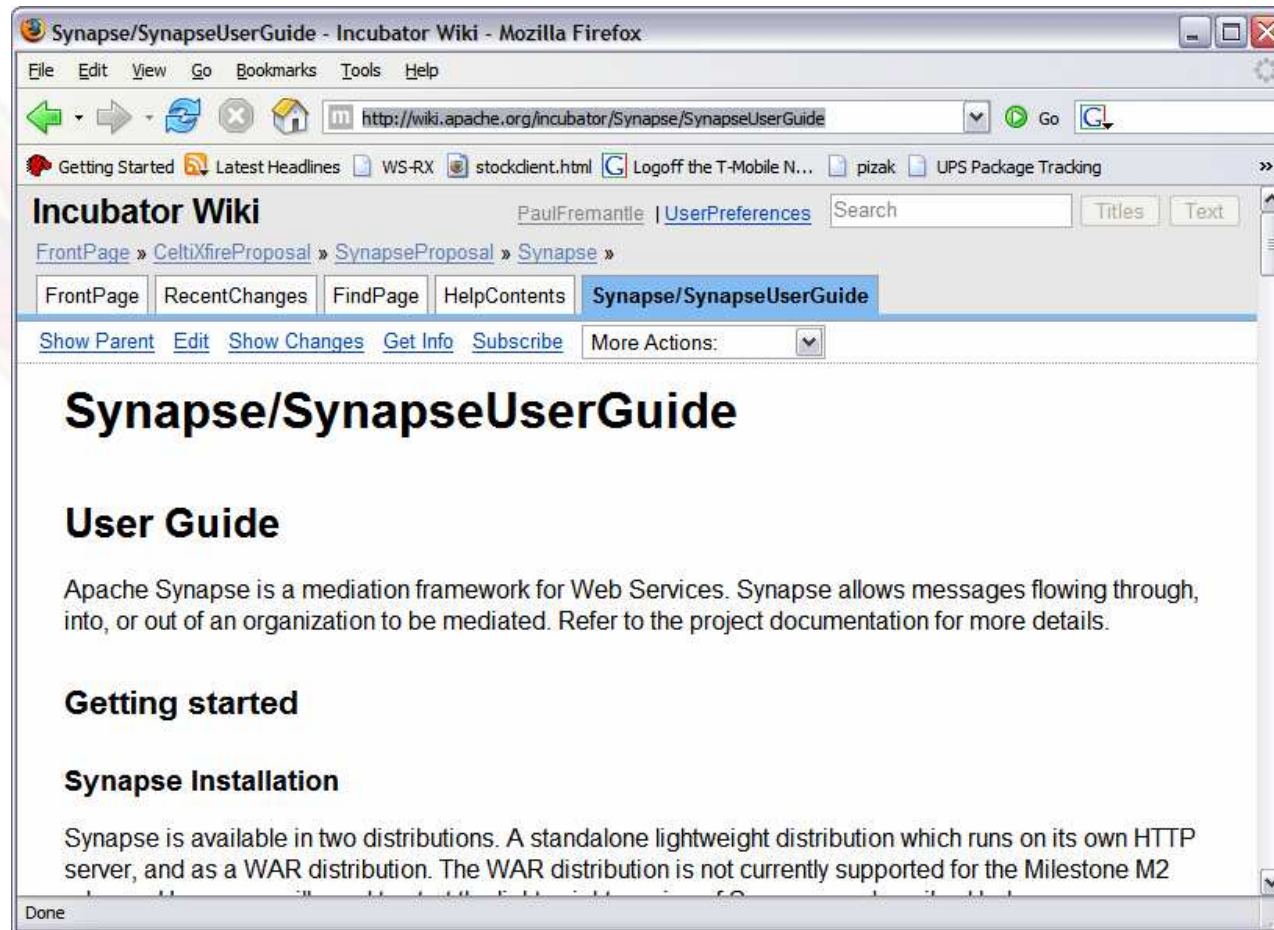 Synapse/SynapseUserGuide - Incubator Wiki - Mozilla Firefox
File Edit View Go Bookmarks Tools Help
http://wiki.apache.org/incubator/Synapse/SynapseUserGuide Go
Getting Started Latest Headlines WS-RX stockclient.html Logoff the T-Mobile N... pizak UPS Package Tracking »
Incubator Wiki PaulFremantle | UserPreferences Search Titles Text
FrontPage » CeltiXfireProposal » SynapseProposal » Synapse »
FrontPage RecentChanges FindPage HelpContents Synapse/SynapseUserGuide
Show Parent Edit Show Changes Get Info Subscribe More Actions:
Synapse/SynapseUserGuide
User Guide
Apache Synapse is a mediation framework for Web Services. Synapse allows messages flowing through,
into, or out of an organization to be mediated. Refer to the project documentation for more details.
Getting started
Synapse Installation
Synapse is available in two distributions. A standalone lightweight distribution which runs on its own HTTP
server, and as a WAR distribution. The WAR distribution is not currently supported for the Milestone M2
Done